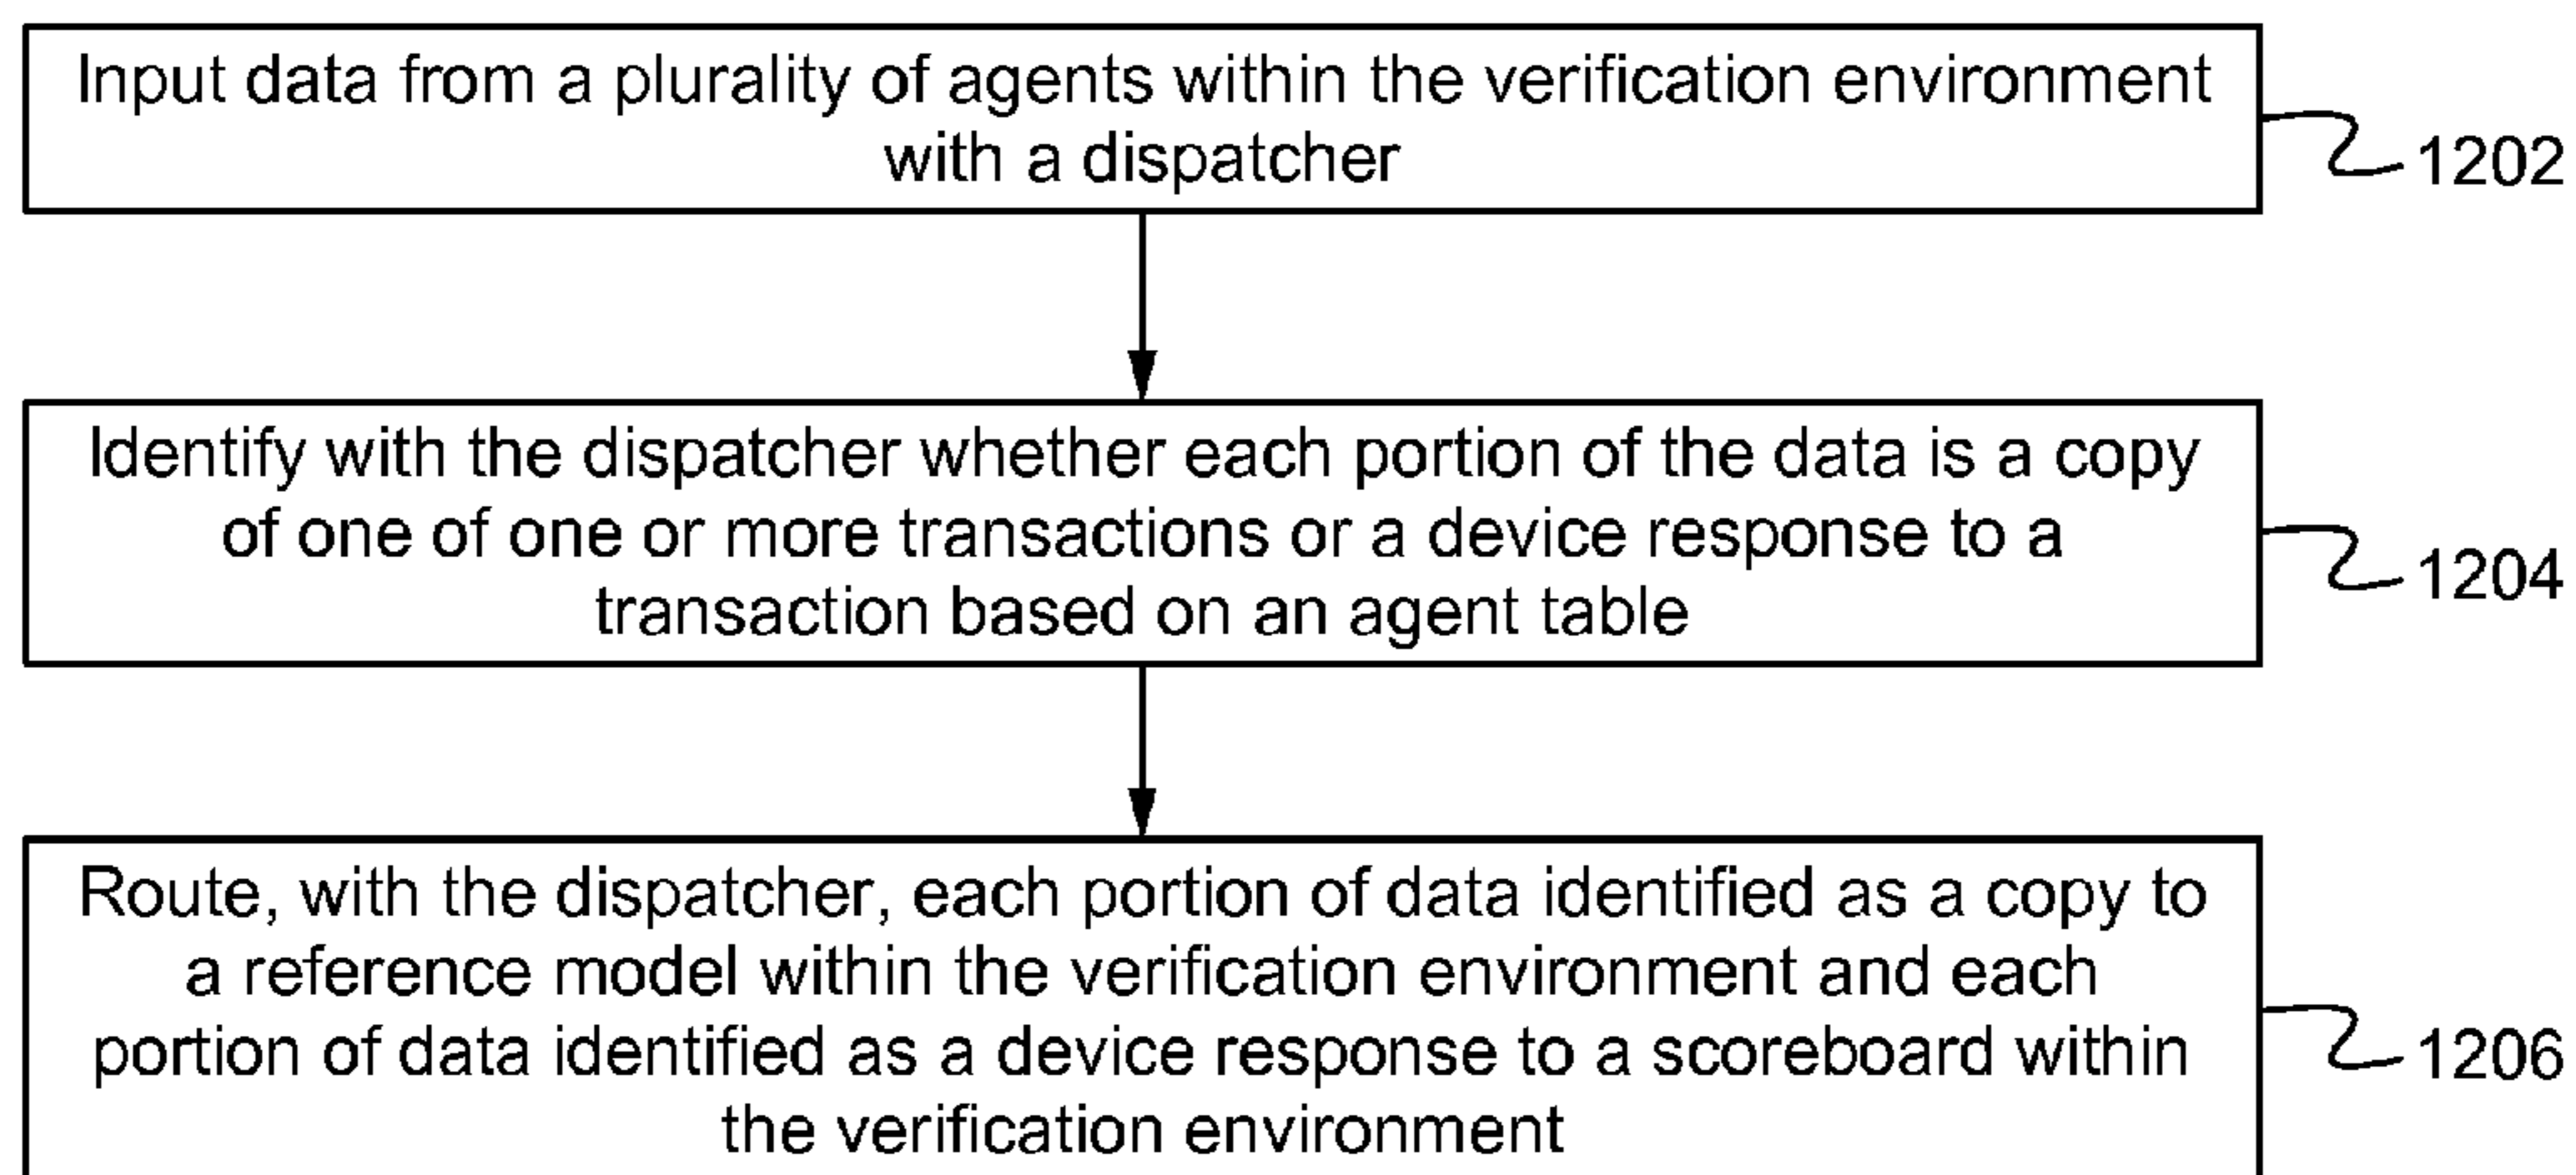 Input data from a plurality of agents within the verification environment
with a dispatcher
1202
Identify with the dispatcher whether each portion of the data is a copy
of one of one or more transactions or a device response to a
transaction based on an agent table
1204
Route, with the dispatcher, each portion of data identified as a copy to
a reference model within the verification environment and each
portion of data identified as a device response to a scoreboard within
the verification environment
1206